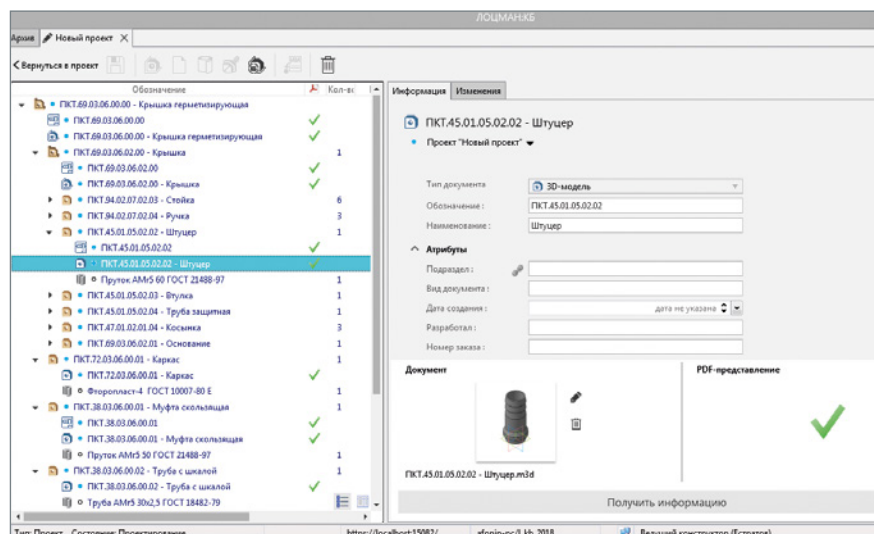 ЛОЦМАН:КБ
Архив
Новый проект
Вернуться в проект
Обозначение
Кол-вс
ПКТ.69.03.06.00.00 - Крышка герметизирующая
ПКТ.69.03.06.00.00
ПКТ.69.03.06.00.00 - Крышка герметизирующая
ПКТ.69.03.06.02.00 - Крышка 1
ПКТ.69.03.06.02.00
ПКТ.69.03.06.02.00 - Крышка
ПКТ.94.02.07.02.03 - Стойка 6
ПКТ.94.02.07.02.04 - Ручка 3
ПКТ.45.01.05.02.02 - Штуцер 1
ПКТ.45.01.05.02.02
ПКТ.45.01.05.02.02 - Штуцер
Пруток АМг5 60 ГОСТ 21488-97 1
ПКТ.45.01.05.02.03 - Втулка 1
ПКТ.45.01.05.02.04 - Труба защитная 1
ПКТ.47.01.02.01.04 - Косынка 3
ПКТ.69.03.06.02.01 - Основание 1
ПКТ.72.03.06.00.01 - Каркас 1
ПКТ.72.03.06.00.01 - Каркас
Фторопласт-4 ГОСТ 10007-80 Е 1
ПКТ.38.03.06.00.01 - Муфта скользящая 1
ПКТ.38.03.06.00.01
ПКТ.38.03.06.00.01 - Муфта скользящая
Пруток АМг5 50 ГОСТ 21488-97 1
ПКТ.38.03.06.00.02 - Труба с шкалой 1
ПКТ.38.03.06.00.02 - Труба с шкалой
Труба АМг5 30х2,5 ГОСТ 18482-79
Информация
Изменения
ПКТ.45.01.05.02.02 - Штуцер
Проект "Новый проект"
Тип документа 3D-модель
Обозначение : ПКТ.45.01.05.02.02
Наименование : Штуцер
Атрибуты
Подраздел :
Вид документа :
Дата создания : дата не указана
Разработал :
Номер заказа :
Документ
PDF-представление
ПКТ.45.01.05.02.02 - Штуцер.m3d
Получить информацию
Тип: Проект Состояние: Проектирование
https://localhost:15082/
Ведущий конструктор